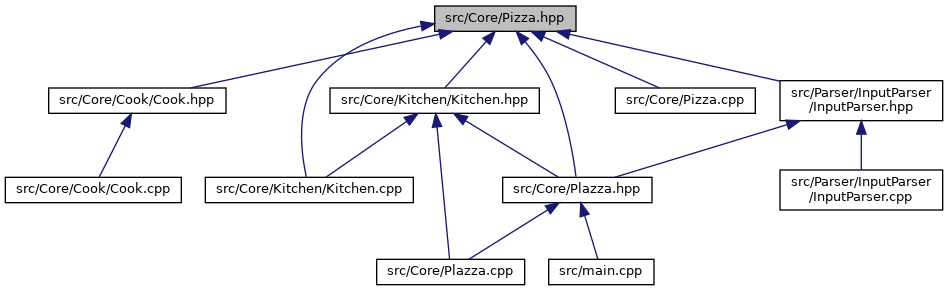 src/Core/Pizza.hpp
src/Core/Cook/Cook.hpp
src/Core/Kitchen/Kitchen.hpp
src/Core/Pizza.cpp
src/Parser/InputParser
/InputParser.hpp
src/Core/Cook/Cook.cpp
src/Core/Kitchen/Kitchen.cpp
src/Core/Plazza.hpp
src/Parser/InputParser
/InputParser.cpp
src/Core/Plazza.cpp
src/main.cpp